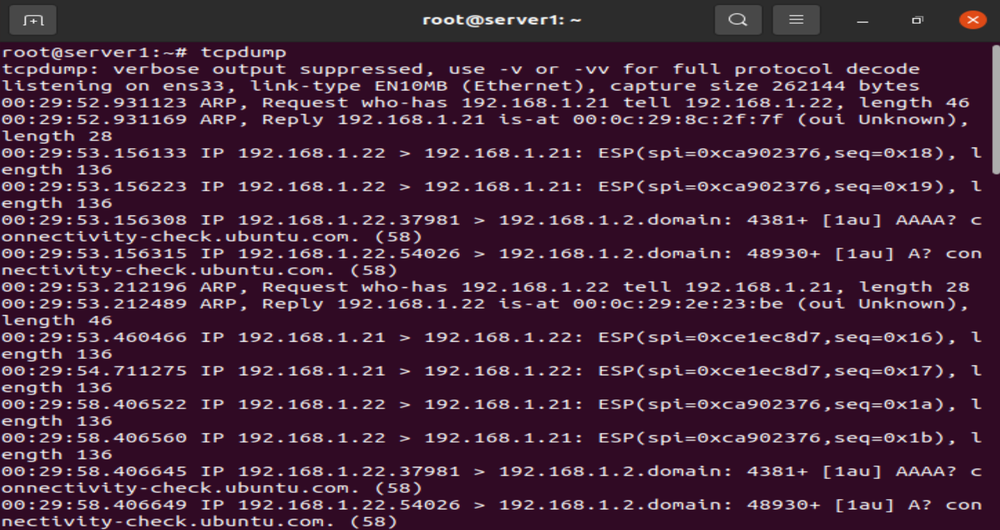 root@server1: ~
root@server1:~# tcpdump
tcpdump: verbose output suppressed, use -v or -vv for full protocol decode
listening on ens33, link-type EN10MB (Ethernet), capture size 262144 bytes
00:29:52.931123 ARP, Request who-has 192.168.1.21 tell 192.168.1.22, length 46
00:29:52.931169 ARP, Reply 192.168.1.21 is-at 00:0c:29:8c:2f:7f (oui Unknown),
length 28
00:29:53.156133 IP 192.168.1.22 > 192.168.1.21: ESP(spi=0xca902376,seq=0x18), l
ength 136
00:29:53.156223 IP 192.168.1.22 > 192.168.1.21: ESP(spi=0xca902376,seq=0x19), l
ength 136
00:29:53.156308 IP 192.168.1.22.37981 > 192.168.1.2.domain: 4381+ [1au] AAAA? c
onnectivity-check.ubuntu.com. (58)
00:29:53.156315 IP 192.168.1.22.54026 > 192.168.1.2.domain: 48930+ [1au] A? con
nectivity-check.ubuntu.com. (58)
00:29:53.212196 ARP, Request who-has 192.168.1.22 tell 192.168.1.21, length 28
00:29:53.212489 ARP, Reply 192.168.1.22 is-at 00:0c:29:2e:23:be (oui Unknown),
length 46
00:29:53.460466 IP 192.168.1.21 > 192.168.1.22: ESP(spi=0xce1ec8d7,seq=0x16), l
ength 136
00:29:54.711275 IP 192.168.1.21 > 192.168.1.22: ESP(spi=0xce1ec8d7,seq=0x17), l
ength 136
00:29:58.406522 IP 192.168.1.22 > 192.168.1.21: ESP(spi=0xca902376,seq=0x1a), l
ength 136
00:29:58.406560 IP 192.168.1.22 > 192.168.1.21: ESP(spi=0xca902376,seq=0x1b), l
ength 136
00:29:58.406645 IP 192.168.1.22.37981 > 192.168.1.2.domain: 4381+ [1au] AAAA? c
onnectivity-check.ubuntu.com. (58)
00:29:58.406649 IP 192.168.1.22.54026 > 192.168.1.2.domain: 48930+ [1au] A? con
nectivity-check.ubuntu.com. (58)